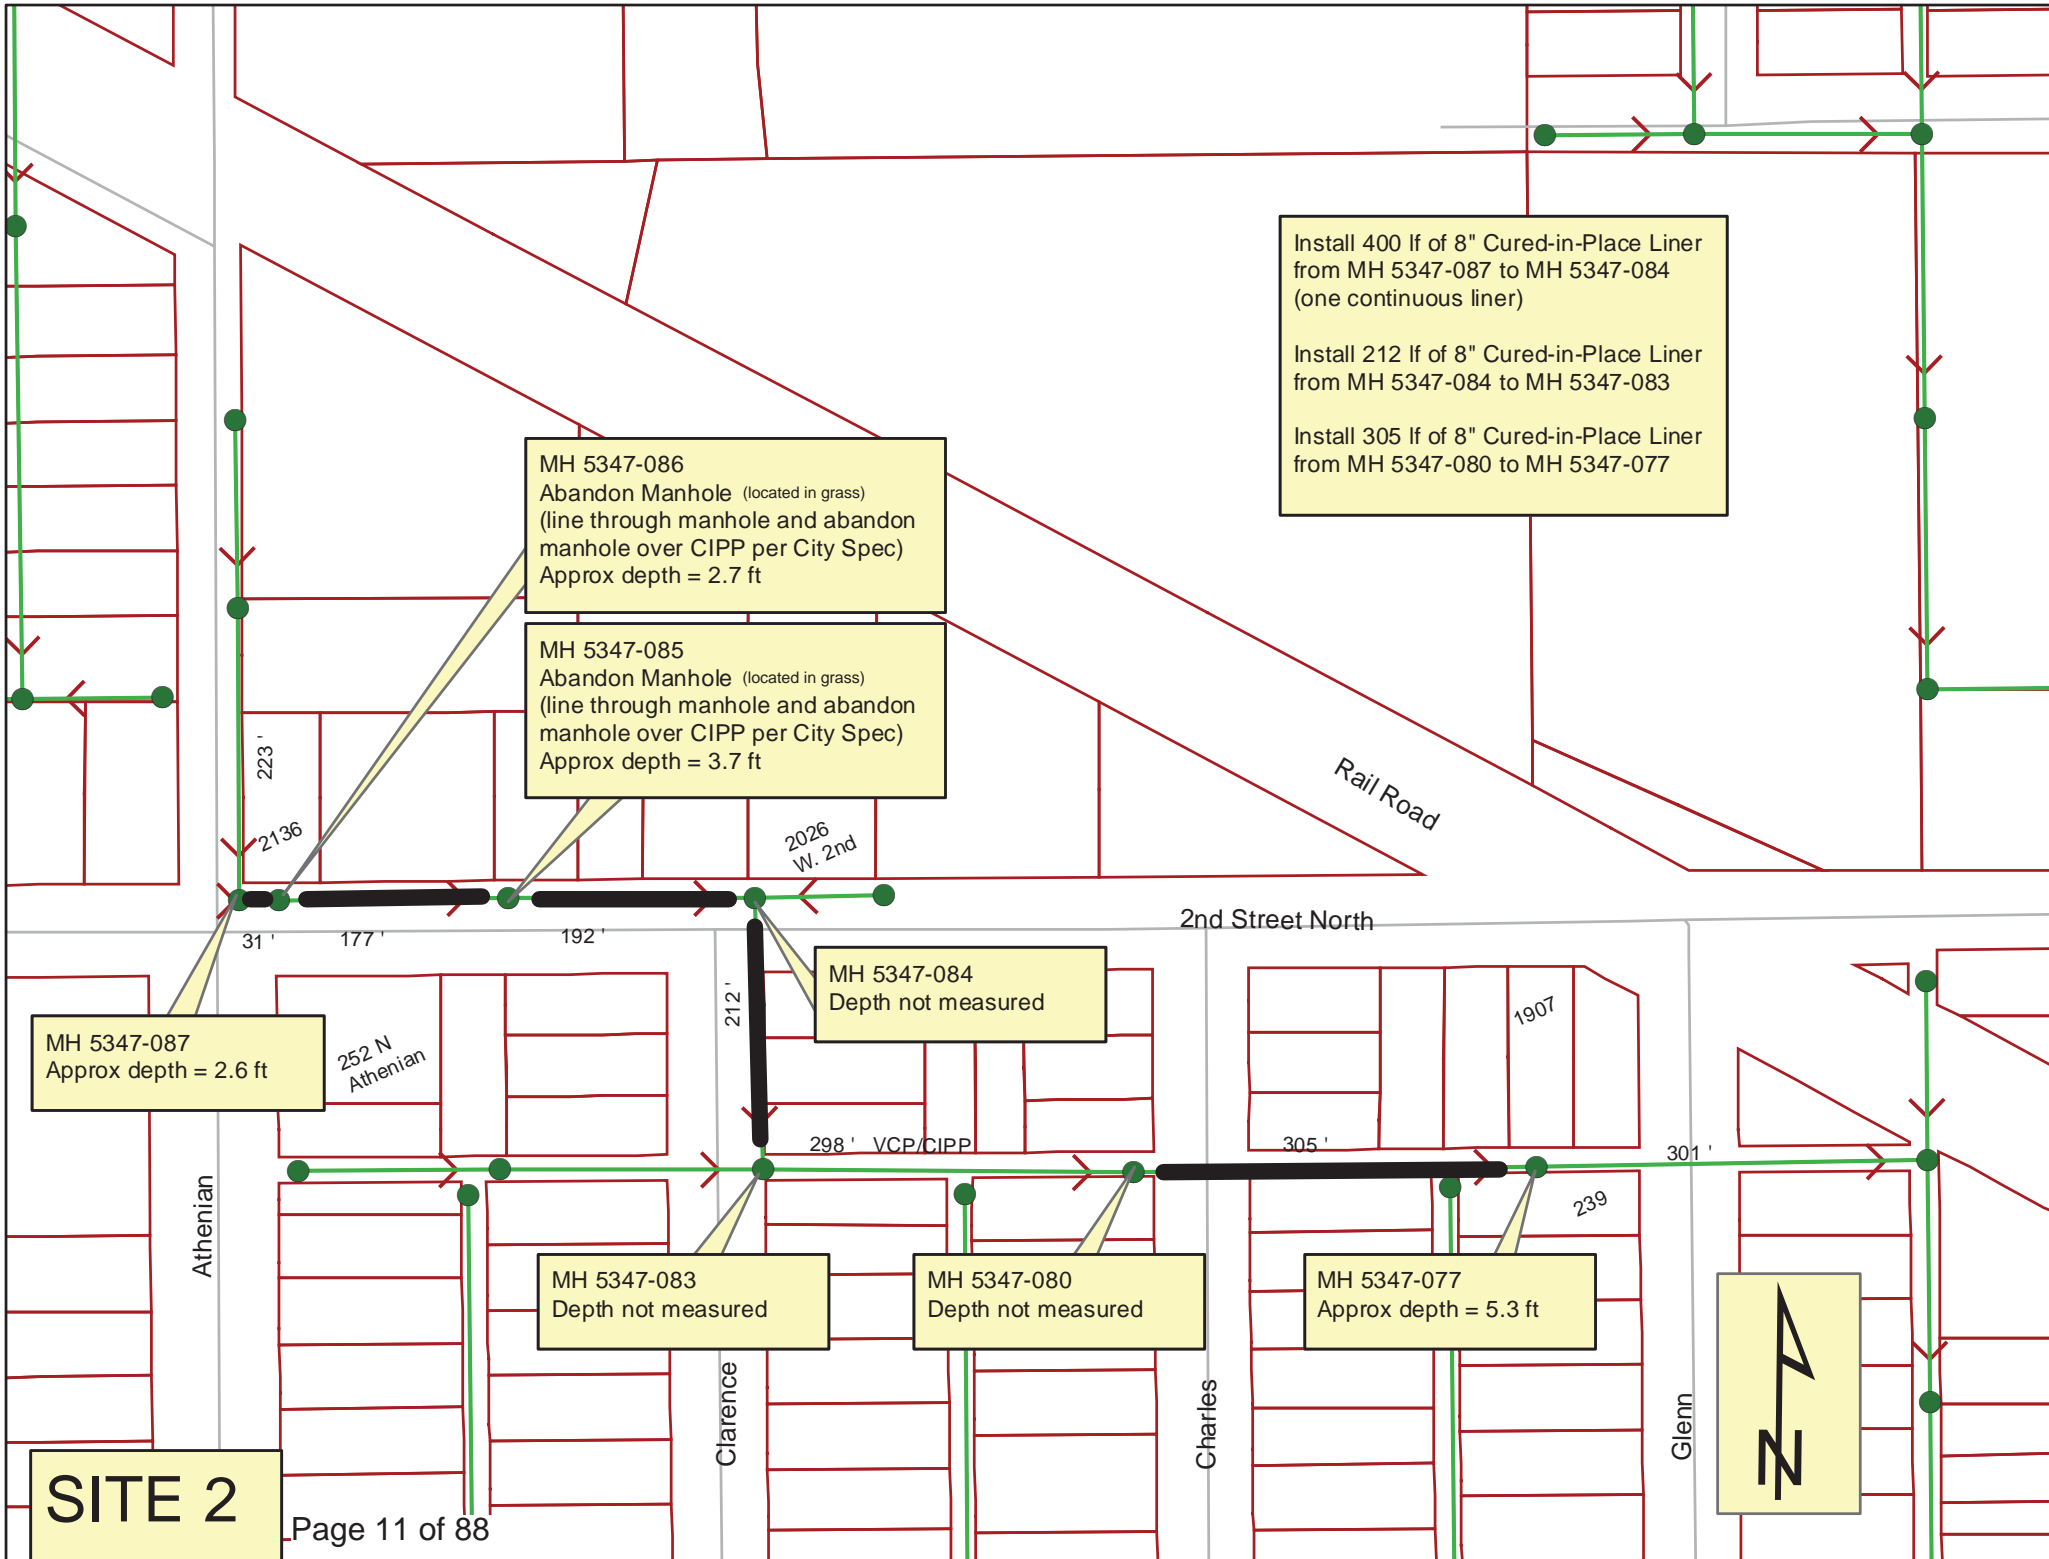 Install 400 lf of 8" Cured-in-Place Liner
from MH 5347-087 to MH 5347-084
(one continuous liner)
Install 212 lf of 8" Cured-in-Place Liner
from MH 5347-084 to MH 5347-083
Install 305 lf of 8" Cured-in-Place Liner
from MH 5347-080 to MH 5347-077
MH 5347-086
Abandon Manhole (located in grass)
(line through manhole and abandon
manhole over CIPP per City Spec)
Approx depth = 2.7 ft
MH 5347-085
Abandon Manhole (located in grass)
(line through manhole and abandon
manhole over CIPP per City Spec)
Approx depth = 3.7 ft
223 '
2136
2026
W. 2nd
Rail Road
31 '
177 '
192 '
2nd Street North
212 '
MH 5347-084
Depth not measured
1907
MH 5347-087
Approx depth = 2.6 ft
252 N
Athenian
298 ' VCP/CIPP
305 '
301 '
239
Athenian
MH 5347-083
Depth not measured
MH 5347-080
Depth not measured
MH 5347-077
Approx depth = 5.3 ft
Clarence
Charles
Glenn
N
SITE 2
Page 11 of 88